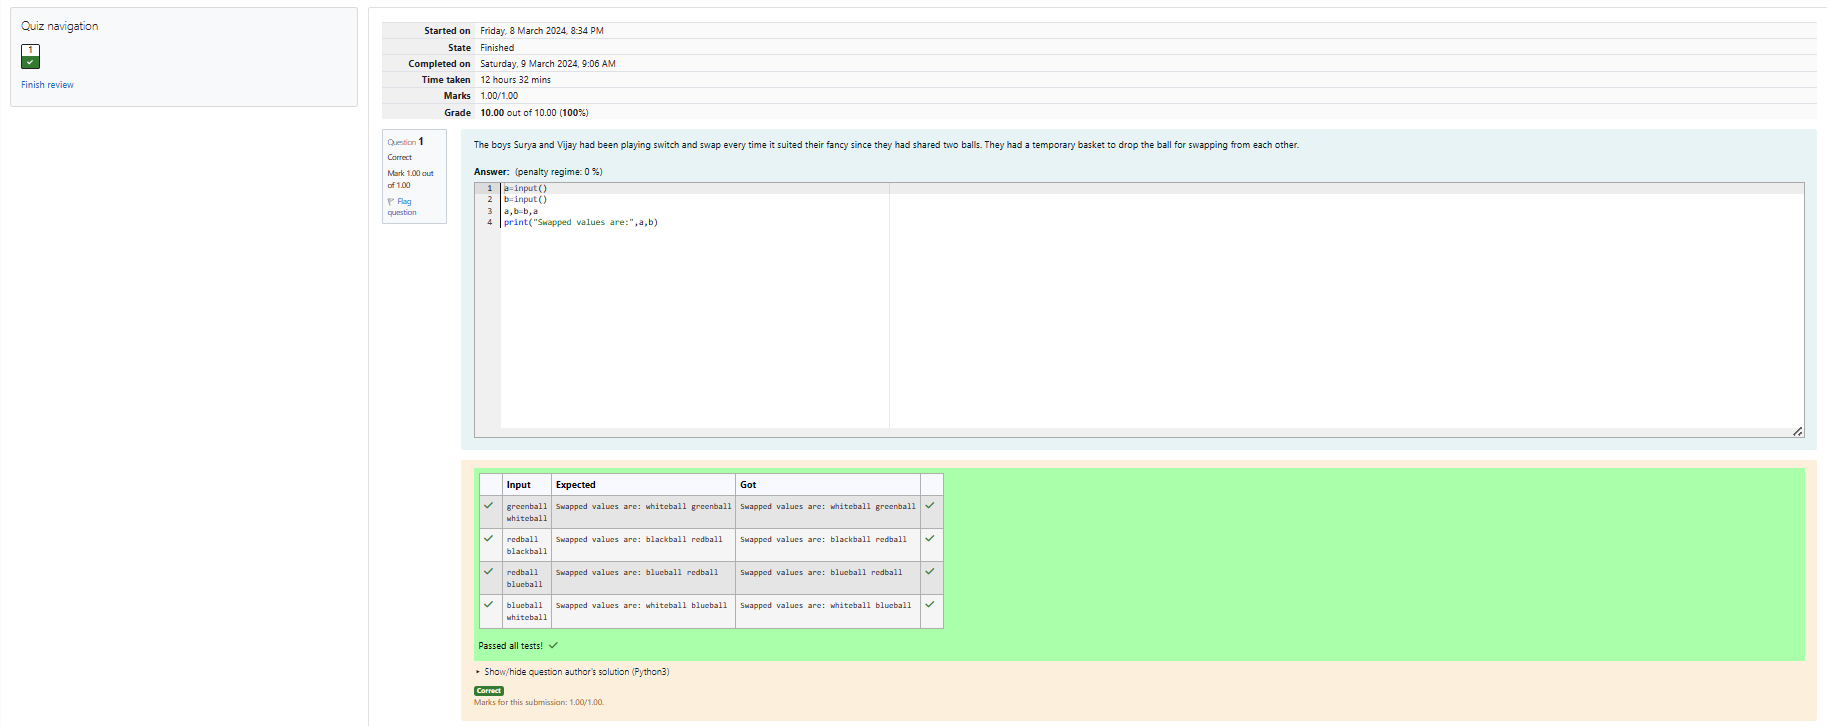 Quiz navigation
1
Finish review
Started on Friday, 8 March 2024, 8:34 PM
State Finished
Completed on Saturday, 9 March 2024, 9:06 AM
Time taken 12 hours 32 mins
Marks 1.00/1.00
Grade 10.00 out of 10.00 (100%)
Question 1
Correct
Mark 1.00 out
of 1.00
Flag
question
The boys Surya and Vijay had been playing switch and swap every time it suited their fancy since they had shared two balls. They had a temporary basket to drop the ball for swapping from each other.
Answer: (penalty regime: 0 %)
1 a=input()
2 b=input()
3 a,b=b,a
4 print("Swapped values are:",a,b)
Input Expected Got
greenball Swapped values are: whiteball greenball Swapped values are: whiteball greenball
whiteball
redball Swapped values are: blackball redball Swapped values are: blackball redball
blackball
redball Swapped values are: blueball redball Swapped values are: blueball redball
blueball
blueball Swapped values are: whiteball blueball Swapped values are: whiteball blueball
whiteball
Passed all tests!
Show/hide question author's solution (Python3)
Correct
Marks for this submission: 1.00/1.00.